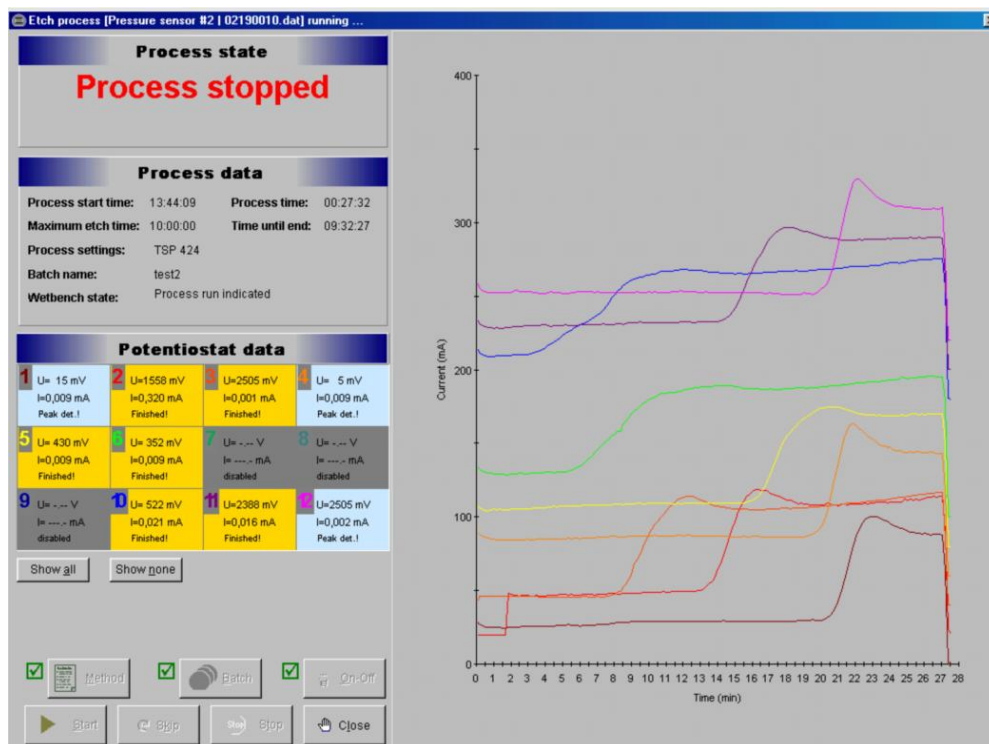 Etch process [Pressure sensor #2 | 02190010.dat] running ...
Process state
Process stopped
Process data
Process start time: 13:44:09 Process time: 00:27:32
Maximum etch time: 10:00:00 Time until end: 09:32:27
Process settings: TSP 424
Batch name: test2
Wetbench state: Process run indicated
Potentiostat data
1 U= 15 mV 2 U=1558 mV 3 U=2505 mV 4 U= 5 mV
I=0,009 mA I=0,320 mA I=0,001 mA I=0,009 mA
Peak det.! Finished! Finished! Peak det.!
5 U= 430 mV 6 U= 352 mV 7 U= -.-- V 8 U= -.-- V
I=0,009 mA I=0,009 mA I= ---.- mA I= ---.- mA
Finished! Finished! disabled disabled
9 U= -.-- V 10 U= 522 mV 11 U=2388 mV 12 U=2505 mV
I= ---.- mA I=0,021 mA I=0,016 mA I=0,002 mA
disabled Finished! Finished! Peak det.!
Show all Show none
Method Batch On-Off
Start Skip Stop Stop Close
400
300
200
100
0
Current (mA)
0 1 2 3 4 5 6 7 8 9 10 11 12 13 14 15 16 17 18 19 20 21 22 23 24 25 26 27 28
Time (min)